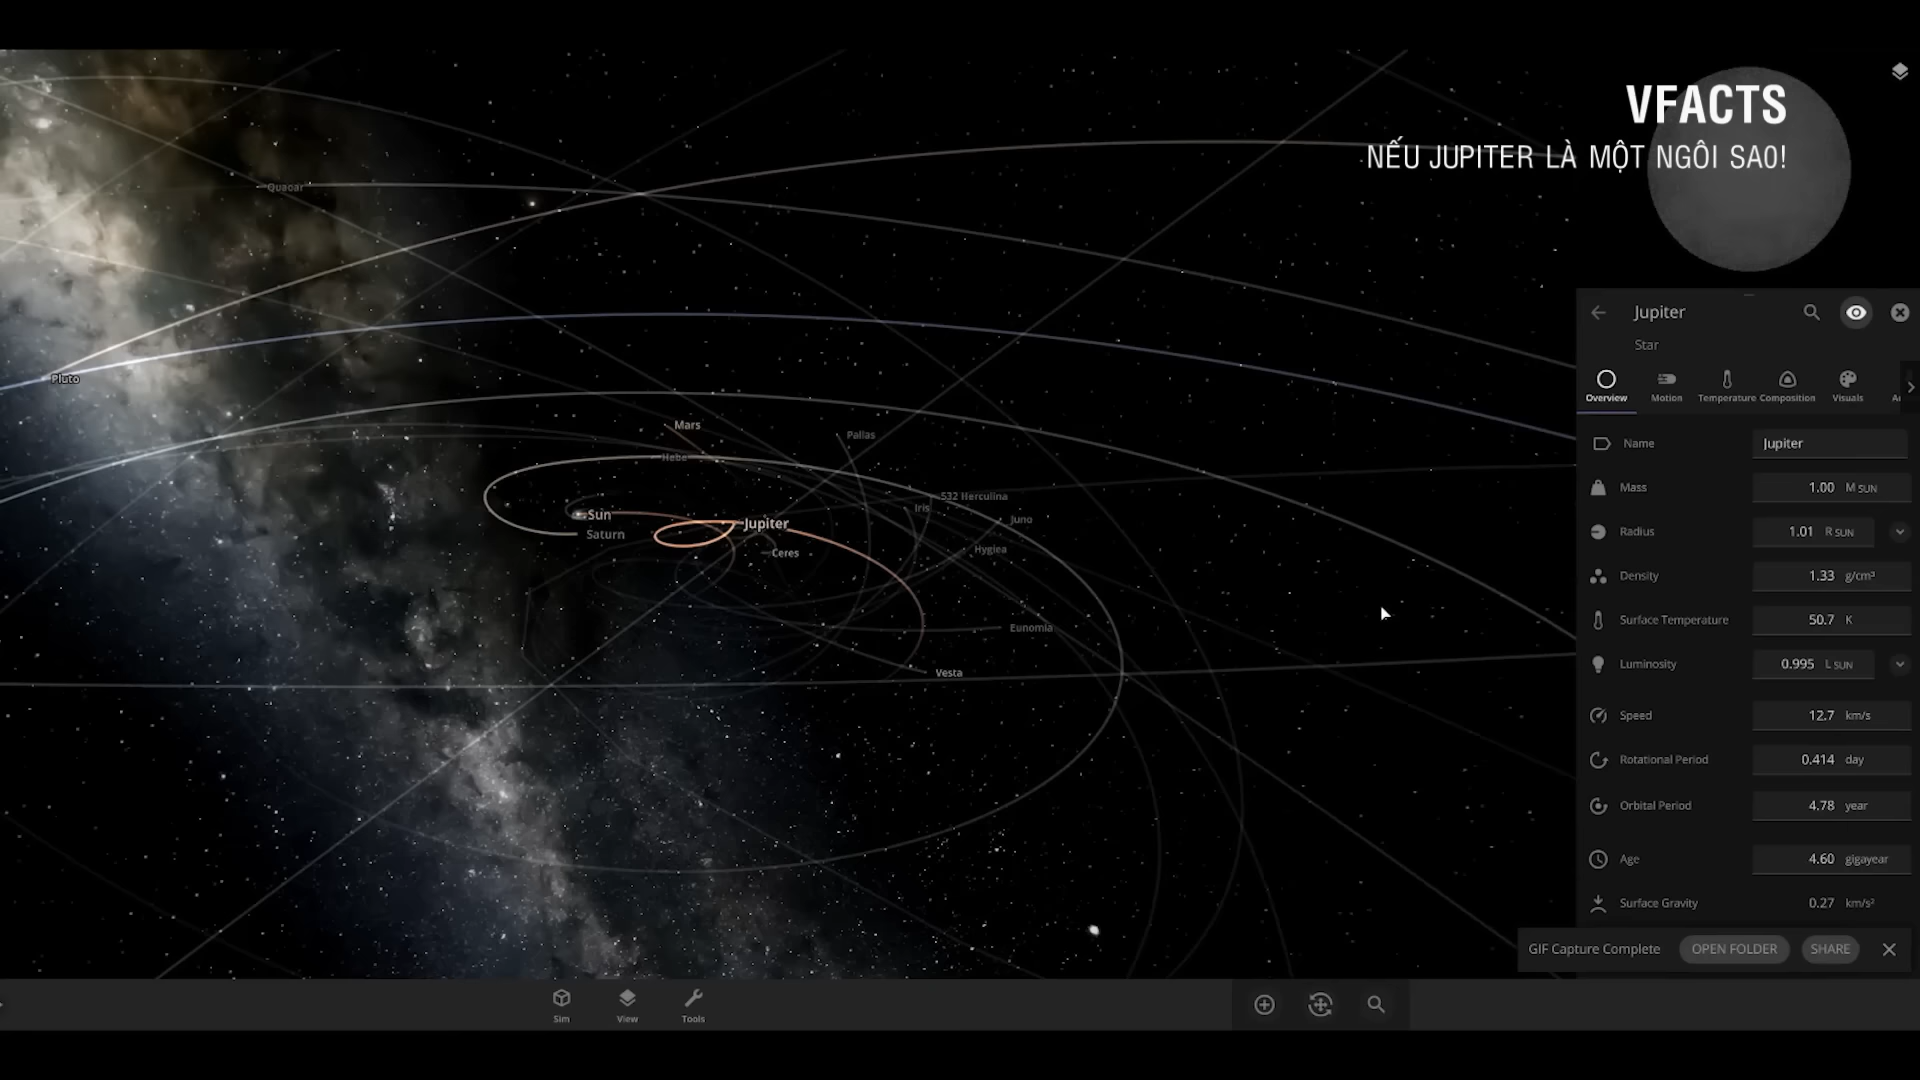 VFACTS
NẾU JUPITER LÀ MỘT NGÔI SAO!
Quaoar
Pluto
Mars
Pallas
Hebe
532 Herculina
Iris
Sun
Juno
Jupiter
Saturn
Hygiea
Ceres
Eunomia
Vesta
Jupiter
Star
Overview Motion Temperature Composition Visuals
Name Jupiter
Mass 1.00 M SUN
Radius 1.01 R SUN
Density 1.33 g/cm³
Surface Temperature 50.7 K
Luminosity 0.995 L SUN
Speed 12.7 km/s
Rotational Period 0.414 day
Orbital Period 4.78 year
Age 4.60 gigayear
Surface Gravity 0.27 km/s²
GIF Capture Complete OPEN FOLDER SHARE
Sim View Tools